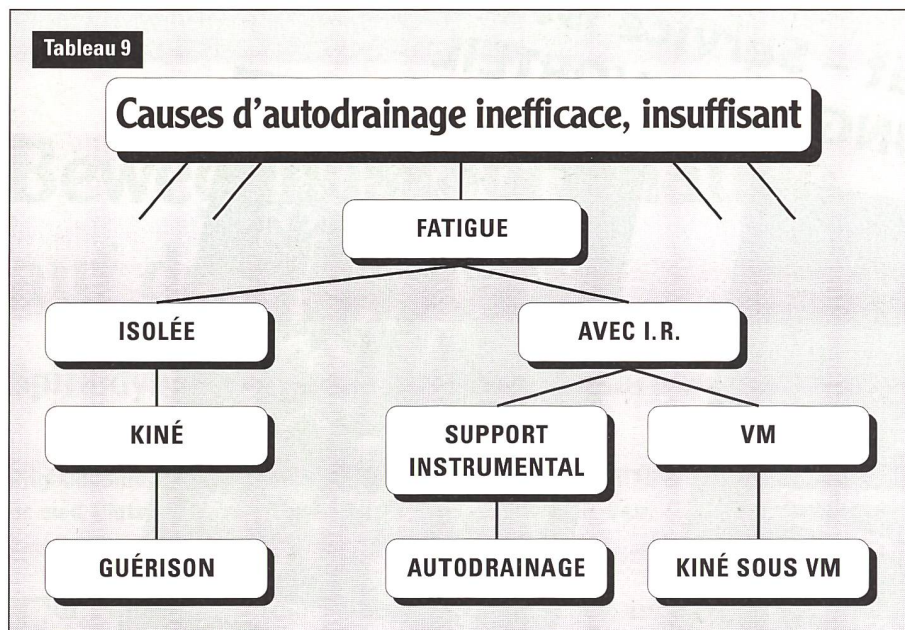 Tableau 9
Causes d'autodrainage inefficace, insuffisant
FATIGUE
ISOLÉE
AVEC I.R.
KINÉ
SUPPORT
INSTRUMENTAL
VM
GUÉRISON
AUTODRAINAGE
KINÉ SOUS VM